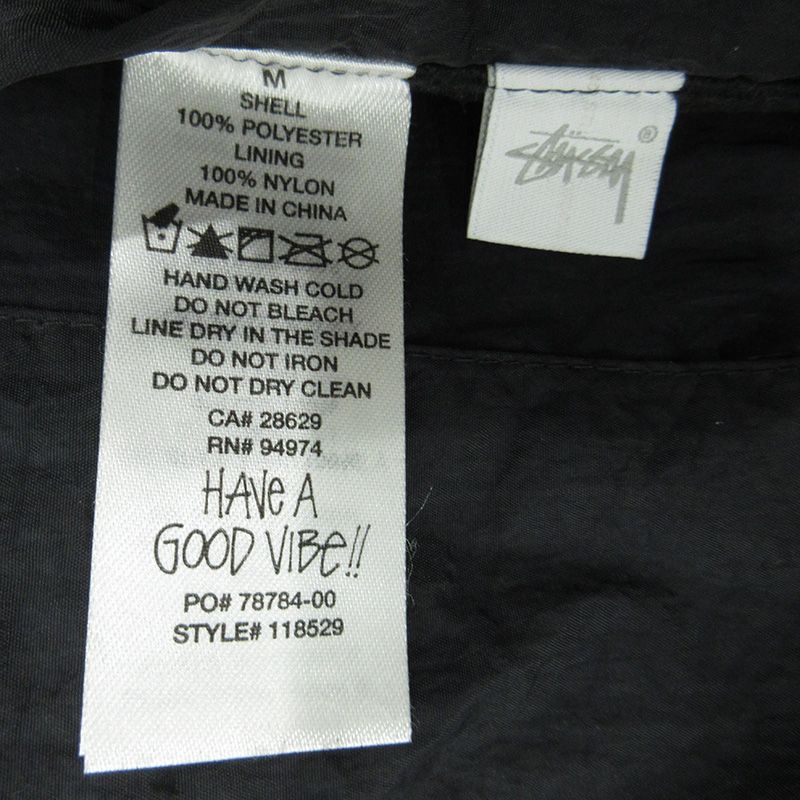 M
SHELL
100% POLYESTER
LINING
100% NYLON
MADE IN CHINA
HAND WASH COLD
DO NOT BLEACH
LINE DRY IN THE SHADE
DO NOT IRON
DO NOT DRY CLEAN
CA# 28629
RN# 94974
HAVE A
GOOD VIBE!!
PO# 78784-00
STYLE# 118529
STÜSSY ®